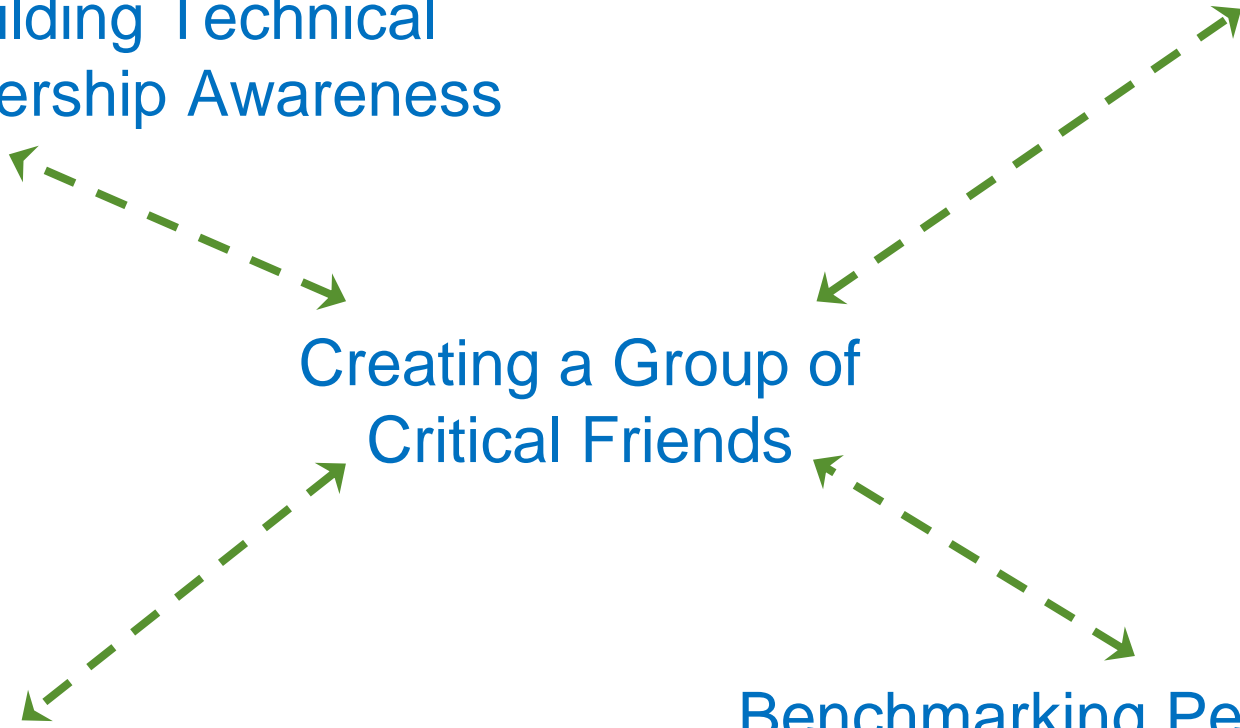 ilding Technical
ership Awareness
Creating a Group of
Critical Friends
Benchmarking Pe